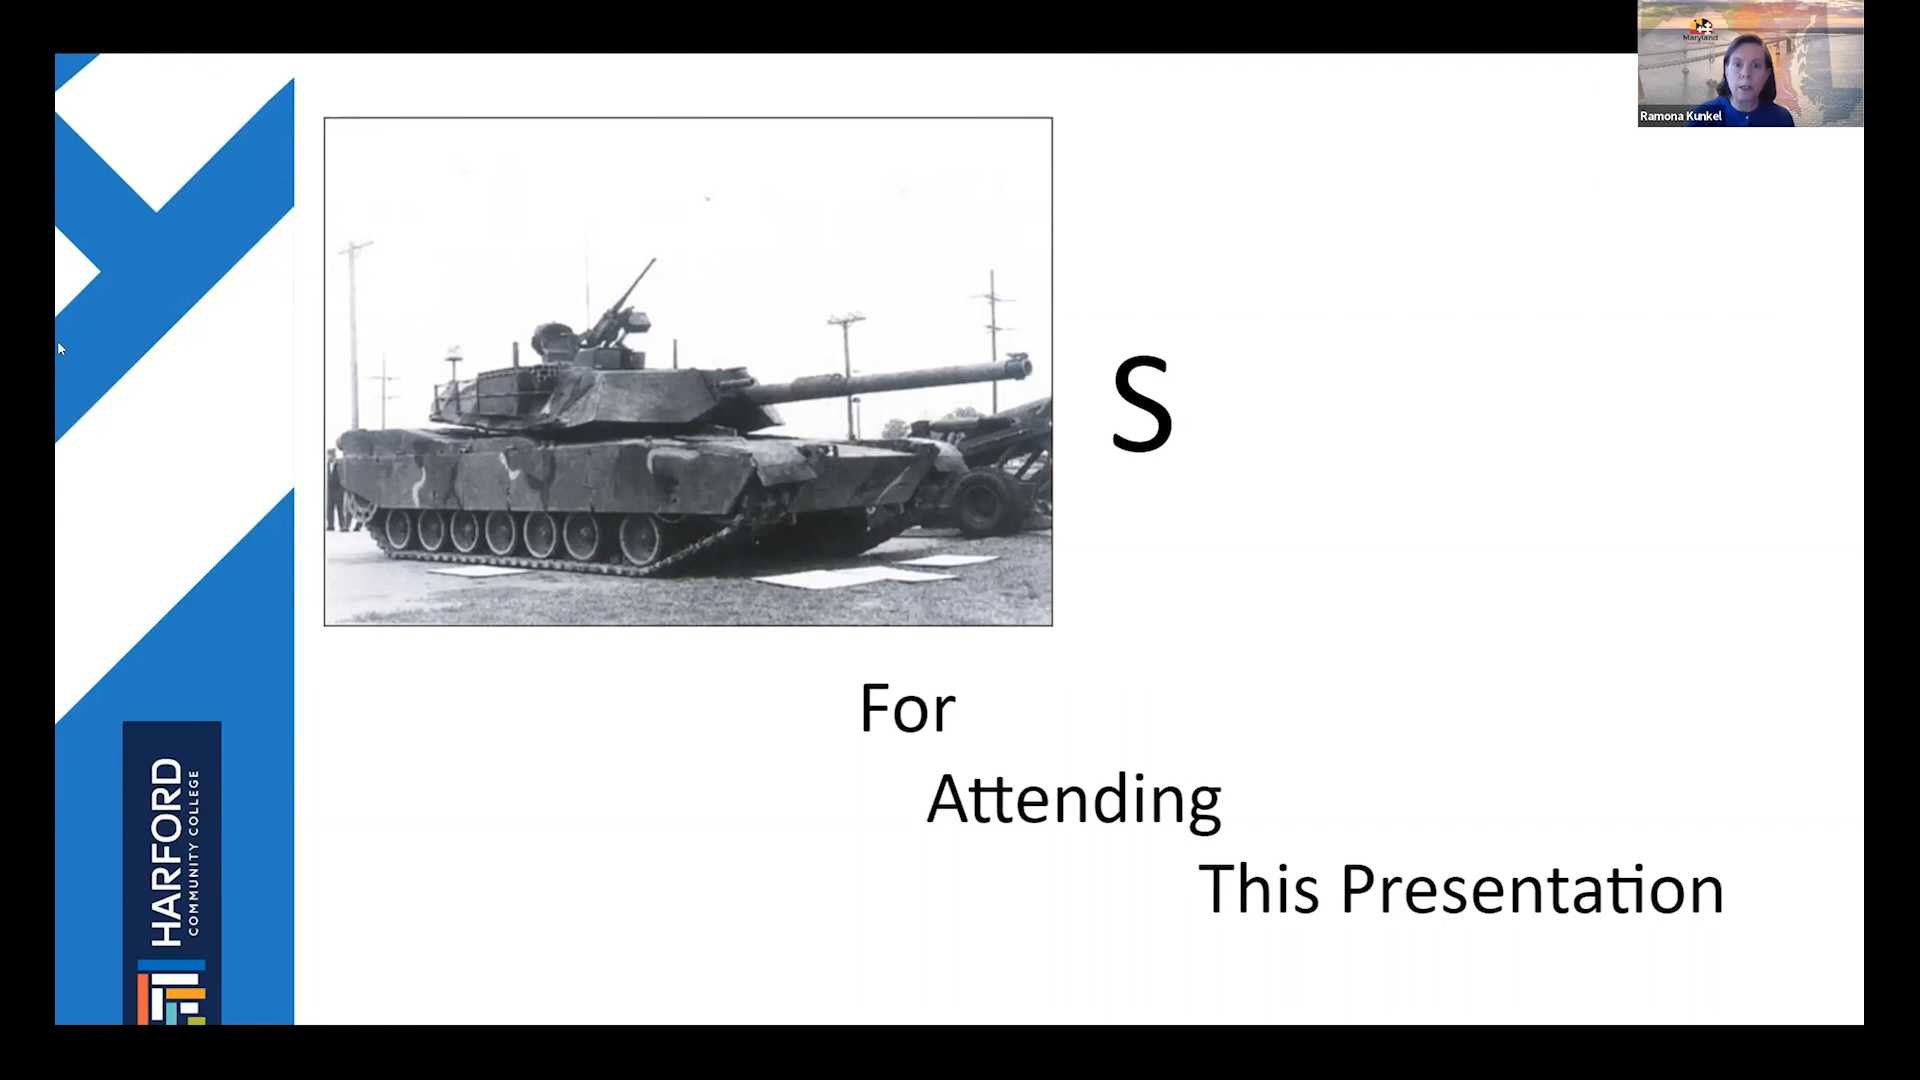 Maryland
Ramona Kunkel
S
For
Attending
This Presentation
HARFORD
COMMUNITY COLLEGE